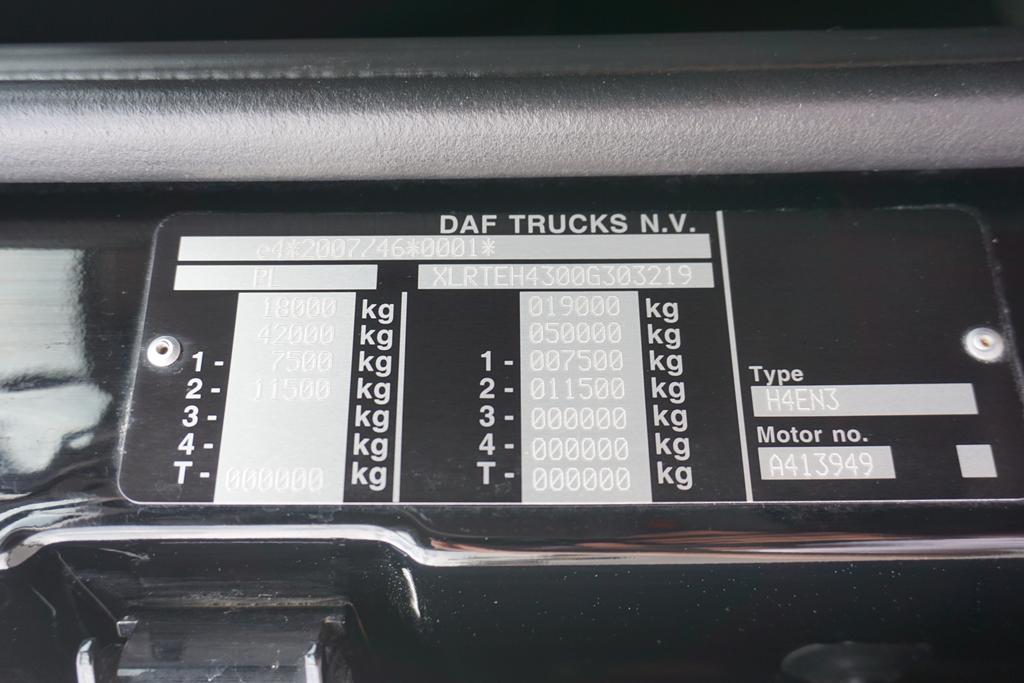 DAF TRUCKS N.V.
e4*2007/46*0001*
PL XLRTEH4300G303219
18000 kg 019000 kg
42000 kg 050000 kg
1- 7500 kg 1- 007500 kg
2- 11500 kg 2- 011500 kg
3- kg 3- 000000 kg
4- kg 4- 000000 kg
T- 000000 kg T- 000000 kg
Type
H4EN3
Motor no.
A413949